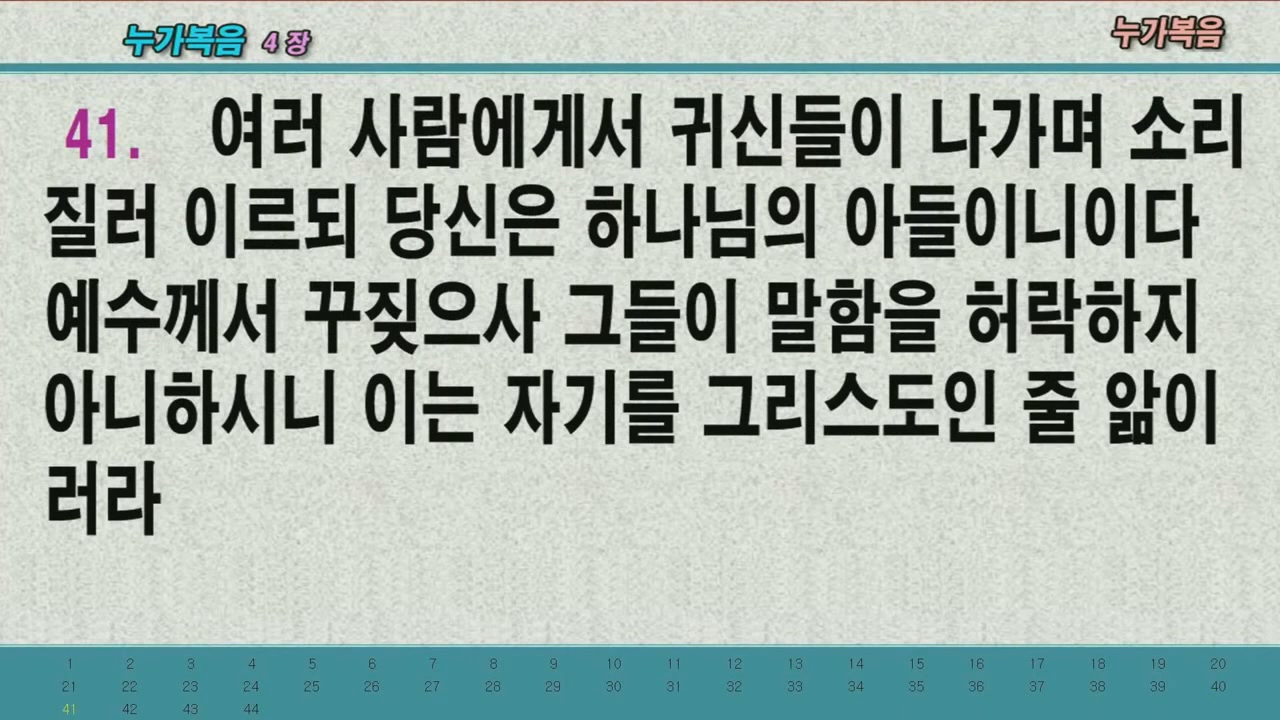 누가복음 4 장
누가복음
41. 여러 사람에게서 귀신들이 나가며 소리
질러 이르되 당신은 하나님의 아들이니이다
예수께서 꾸짖으사 그들이 말함을 허락하지
아니하시니 이는 자기를 그리스도인 줄 앎이
러라
1 2 3 4 5 6 7 8 9 10 11 12 13 14 15 16 17 18 19 20
21 22 23 24 25 26 27 28 29 30 31 32 33 34 35 36 37 38 39 40
41 42 43 44